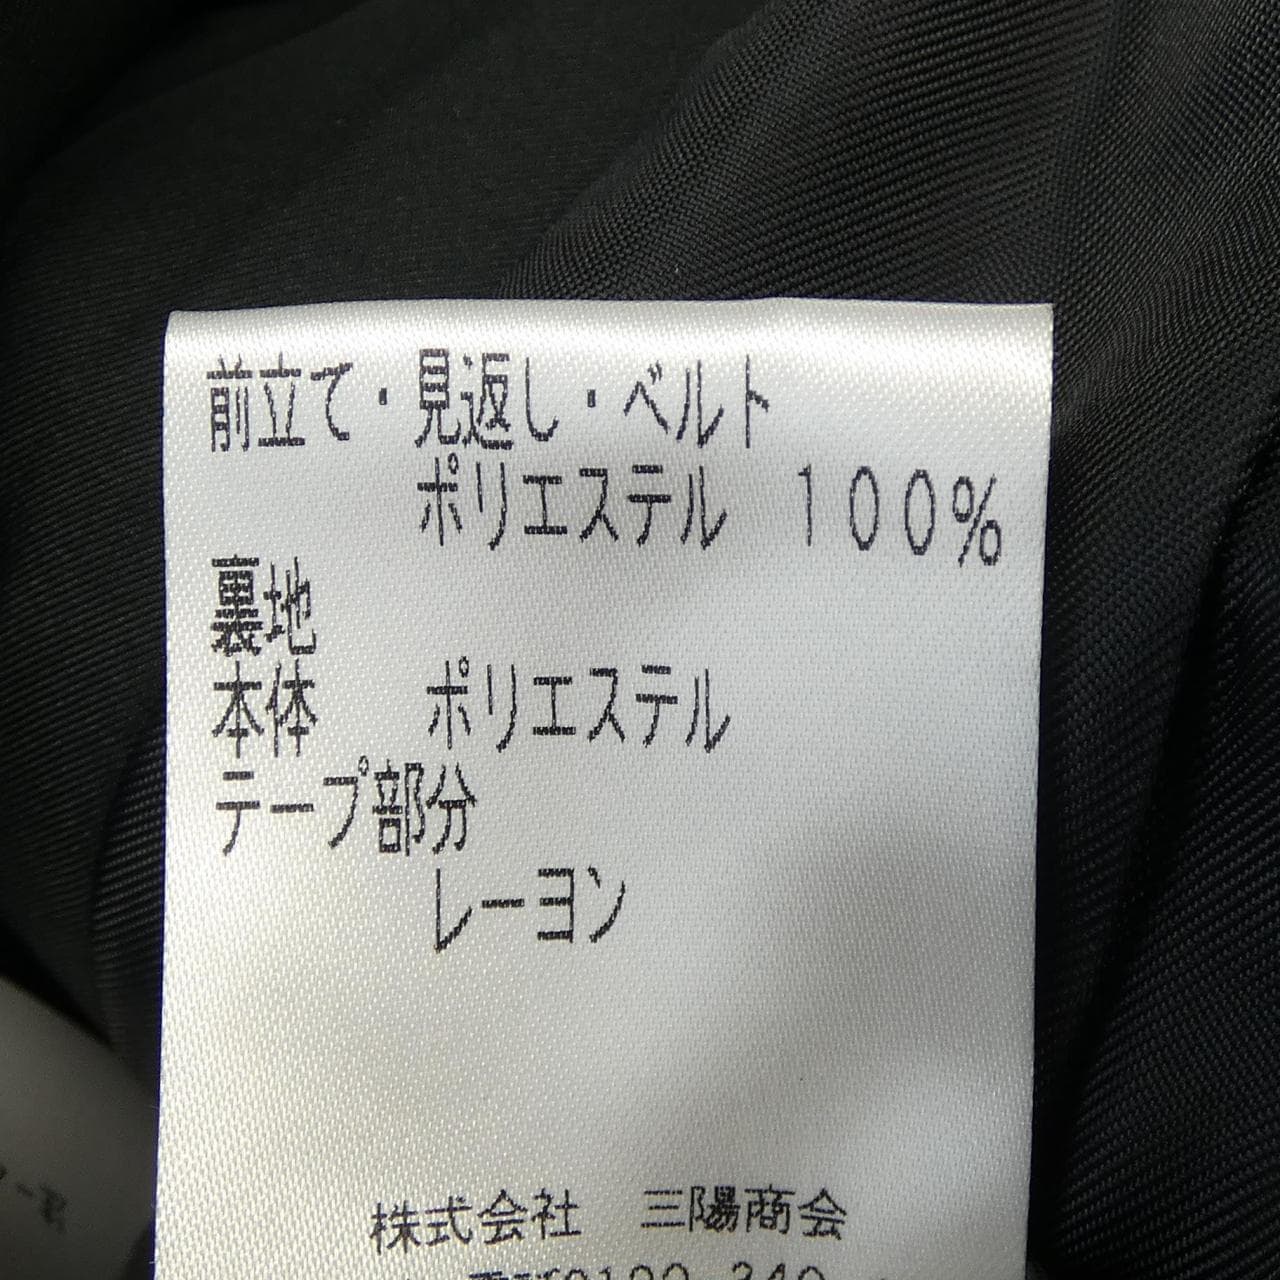 前立て・見返し・ベルト
ポリエステル 100%
裏地
本体 ポリエステル
テープ部分
レーヨン
株式会社 三陽商会